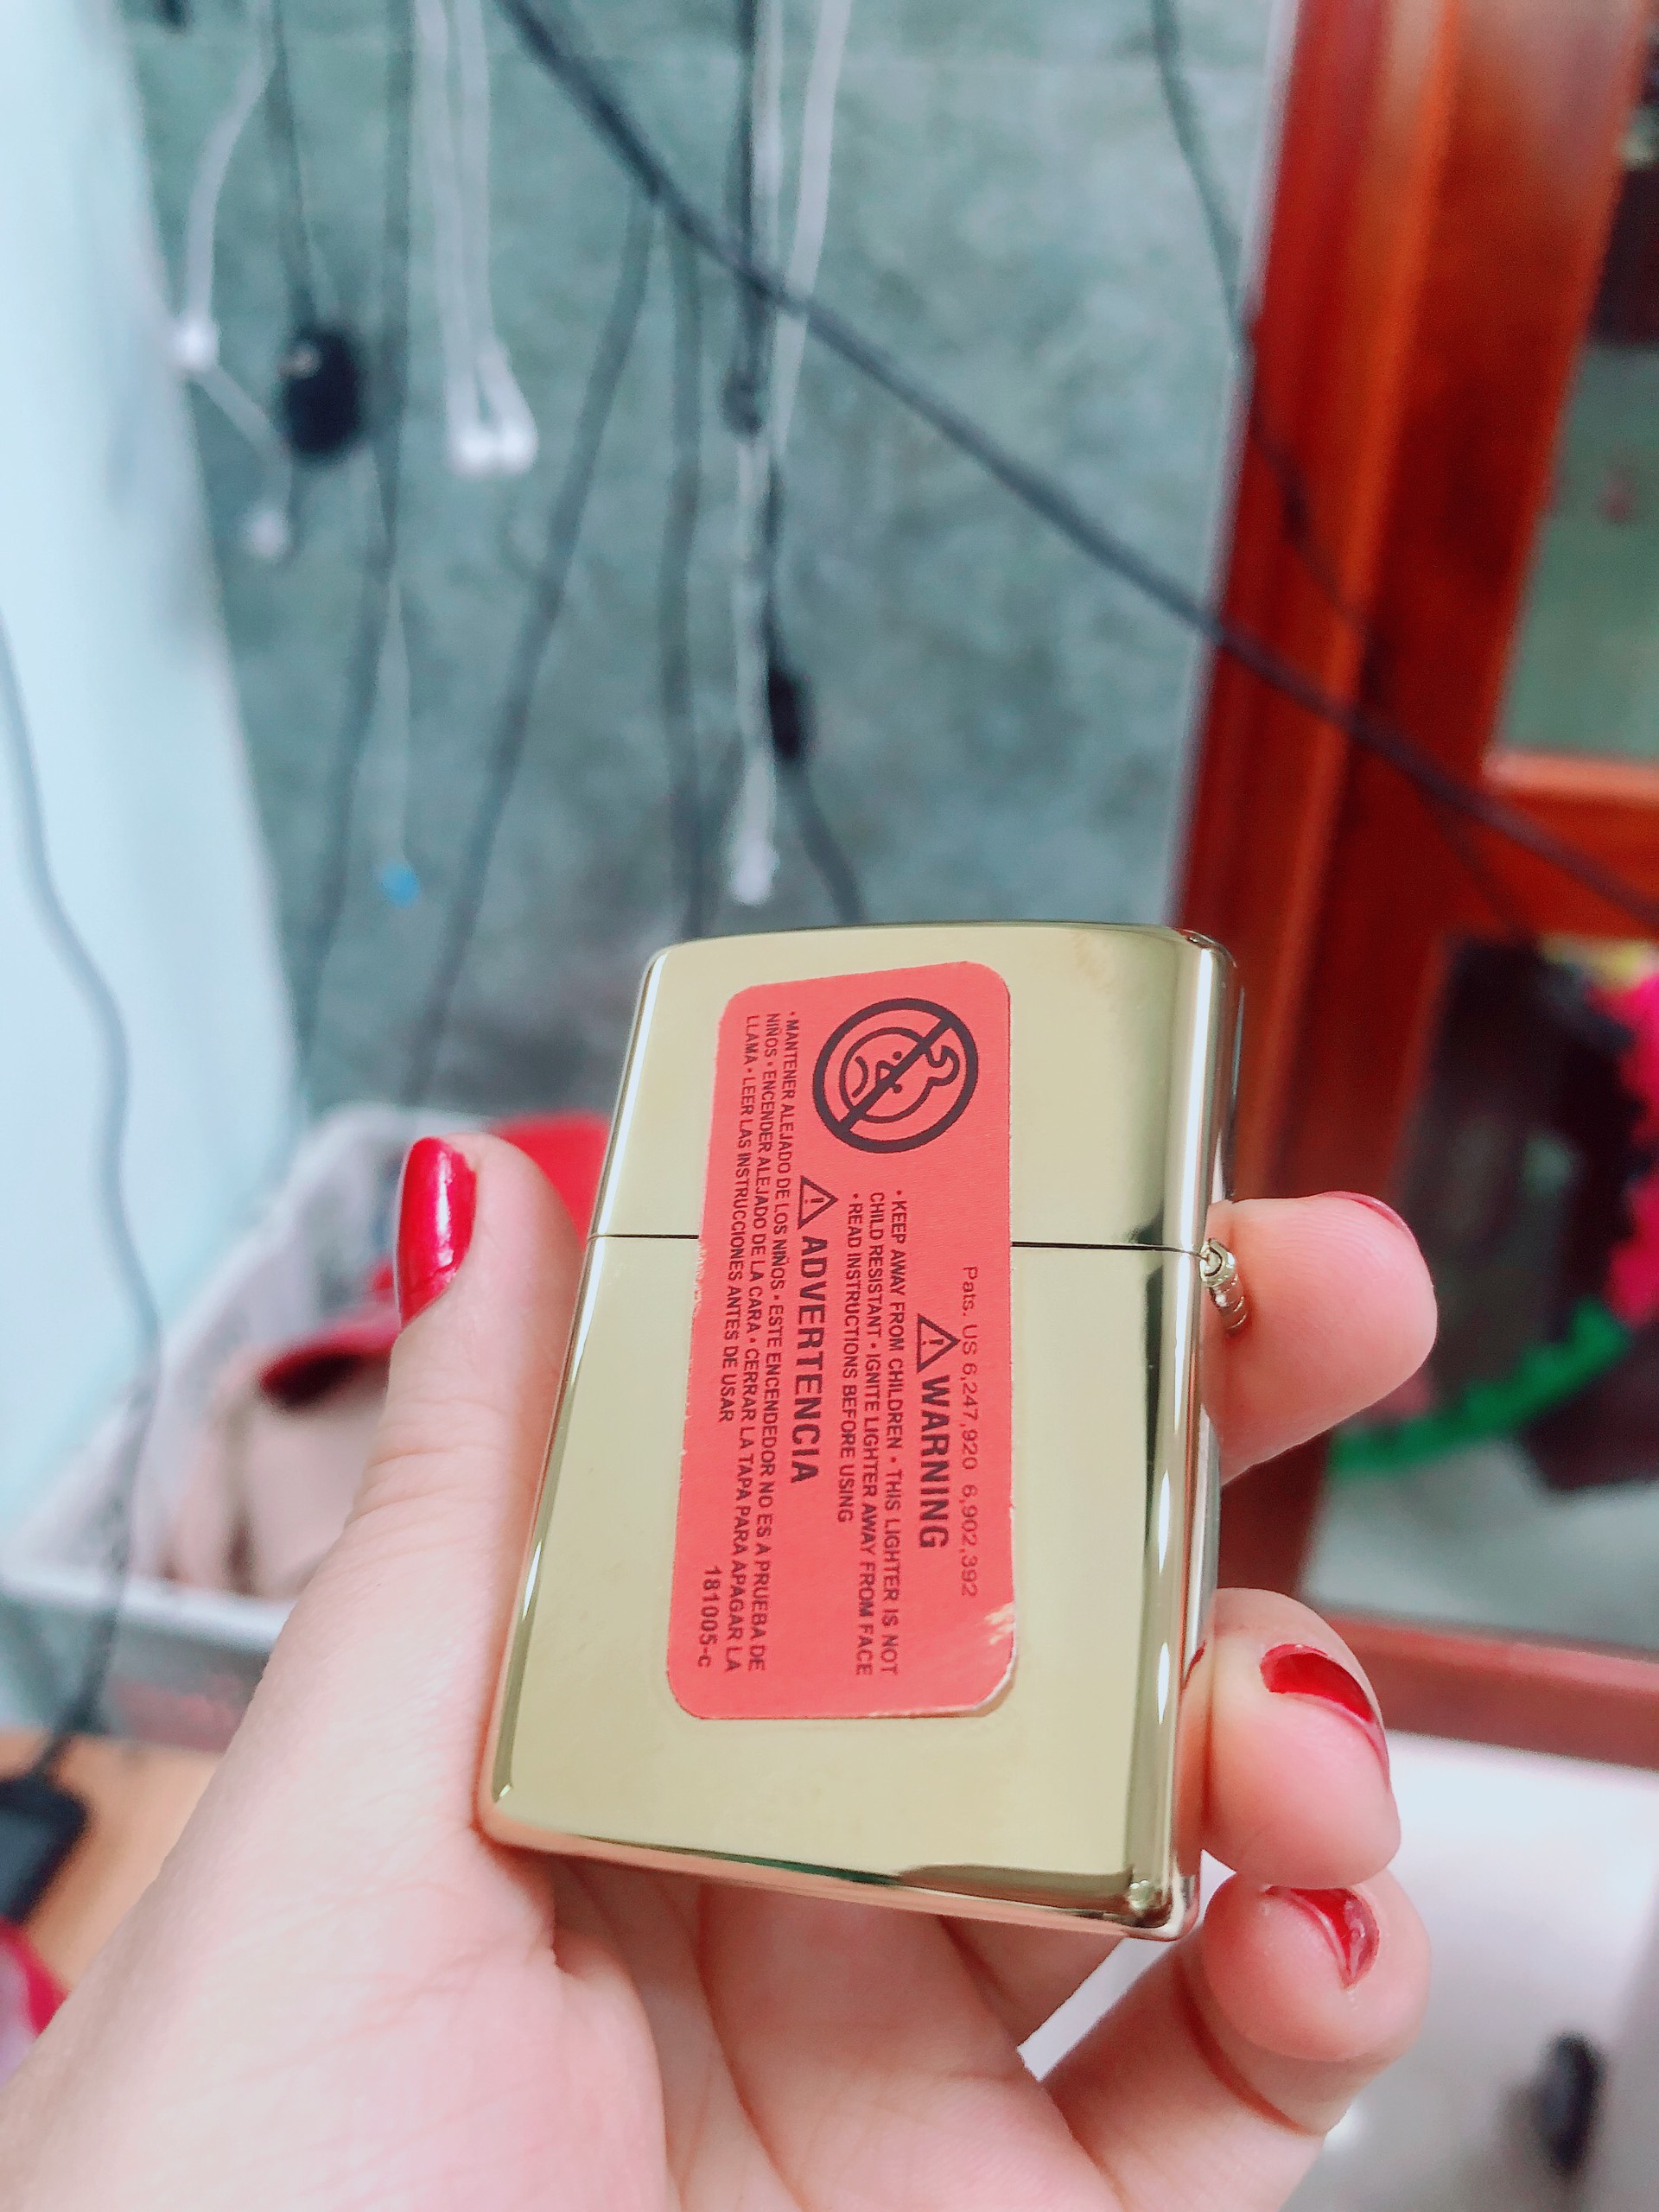 Pats. US 6,247,920 6,902,392
⚠ WARNING
• KEEP AWAY FROM CHILDREN • THIS LIGHTER IS NOT
CHILD RESISTANT • IGNITE LIGHTER AWAY FROM FACE
• READ INSTRUCTIONS BEFORE USING
⚠ ADVERTENCIA
• MANTENER ALEJADO DE LOS NIÑOS • ESTE ENCENDEDOR NO ES A PRUEBA DE
NIÑOS • ENCENDER ALEJADO DE LA CARA • CERRAR LA TAPA PARA APAGAR LA
LLAMA • LEER LAS INSTRUCCIONES ANTES DE USAR
181005-c